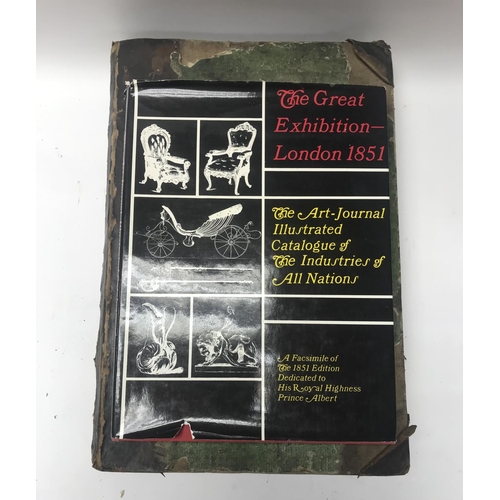 The Great
Exhibition—
London 1851
The Art-Journal
Illustrated
Catalogue of
The Industries of
All Nations
A Facsimile of
The 1851 Edition
Dedicated to
His Royal Highness
Prince Albert